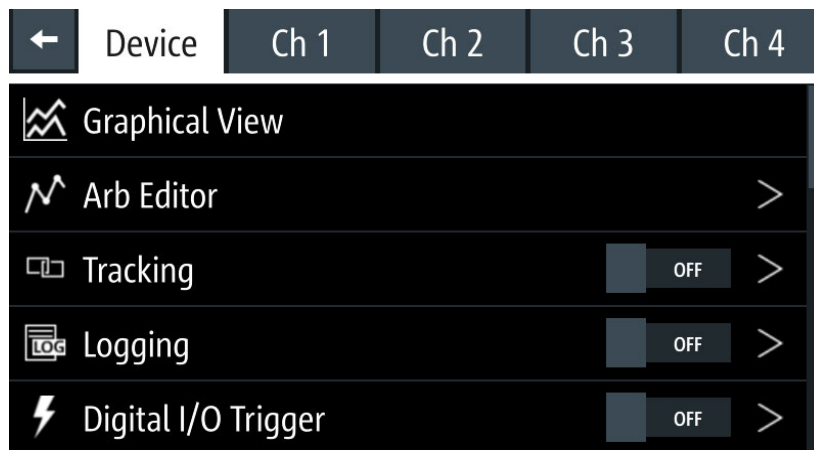 Device Ch 1 Ch 2 Ch 3 Ch 4
Graphical View
Arb Editor
Tracking OFF
LOG Logging OFF
Digital I/O Trigger OFF